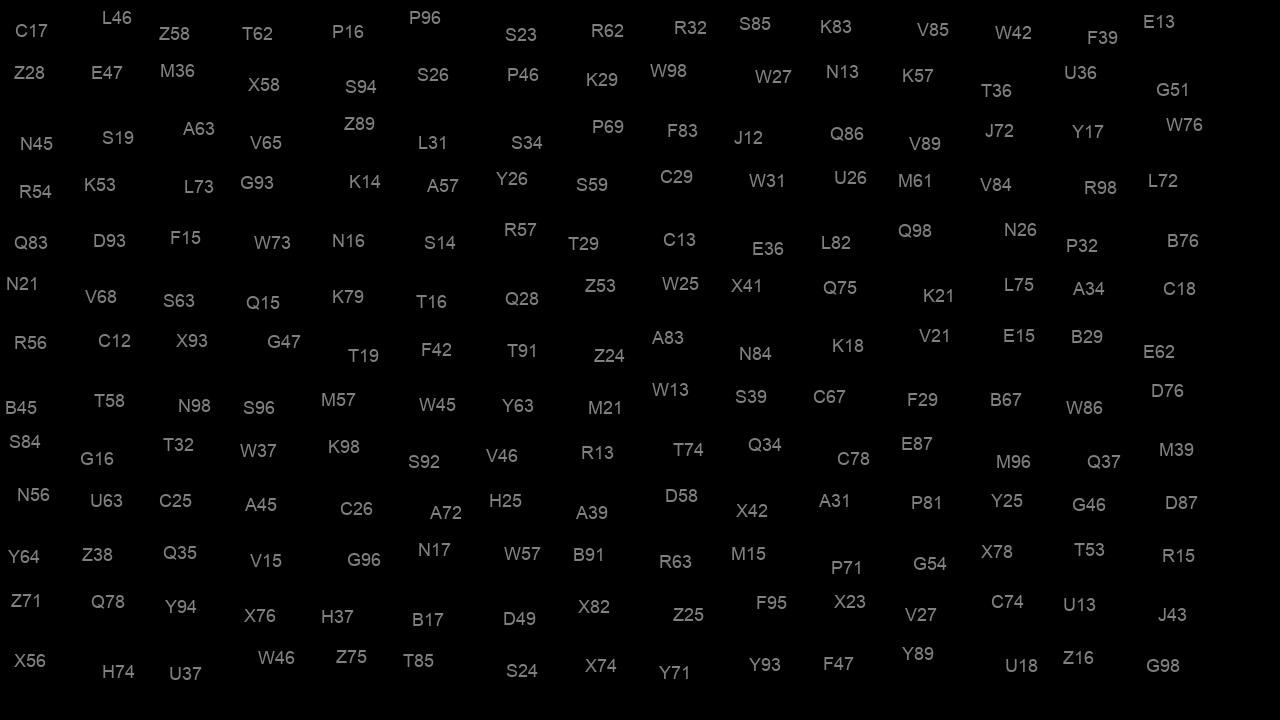 C17 L46 Z58 T62 P16 P96 S23 R62 R32 S85 K83 V85 W42 F39 E13
Z28 E47 M36 X58 S94 S26 P46 K29 W98 W27 N13 K57 T36 U36 G51
N45 S19 A63 V65 Z89 L31 S34 P69 F83 J12 Q86 V89 J72 Y17 W76
R54 K53 L73 G93 K14 A57 Y26 S59 C29 W31 U26 M61 V84 R98 L72
Q83 D93 F15 W73 N16 S14 R57 T29 C13 E36 L82 Q98 N26 P32 B76
N21 V68 S63 Q15 K79 T16 Q28 Z53 W25 X41 Q75 K21 L75 A34 C18
R56 C12 X93 G47 T19 F42 T91 Z24 A83 N84 K18 V21 E15 B29 E62
B45 T58 N98 S96 M57 W45 Y63 M21 W13 S39 C67 F29 B67 W86 D76
S84 G16 T32 W37 K98 S92 V46 R13 T74 Q34 C78 E87 M96 Q37 M39
N56 U63 C25 A45 C26 A72 H25 A39 D58 X42 A31 P81 Y25 G46 D87
Y64 Z38 Q35 V15 G96 N17 W57 B91 R63 M15 P71 G54 X78 T53 R15
Z71 Q78 Y94 X76 H37 B17 D49 X82 Z25 F95 X23 V27 C74 U13 J43
X56 H74 U37 W46 Z75 T85 S24 X74 Y71 Y93 F47 Y89 U18 Z16 G98